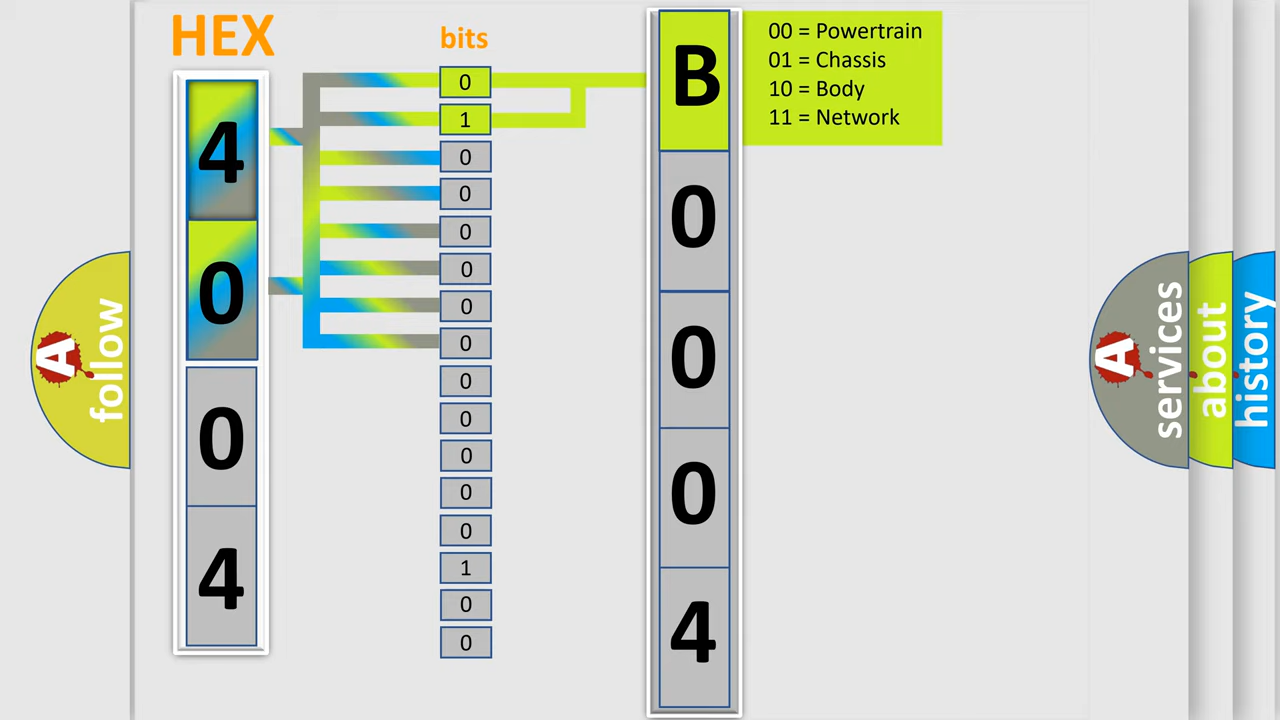 HEX
4
0
0
4
bits
0
1
0
0
0
0
0
0
0
0
0
0
0
1
0
0
B
0
0
0
4
00 = Powertrain
01 = Chassis
10 = Body
11 = Network
A
follow
A
services
about
history